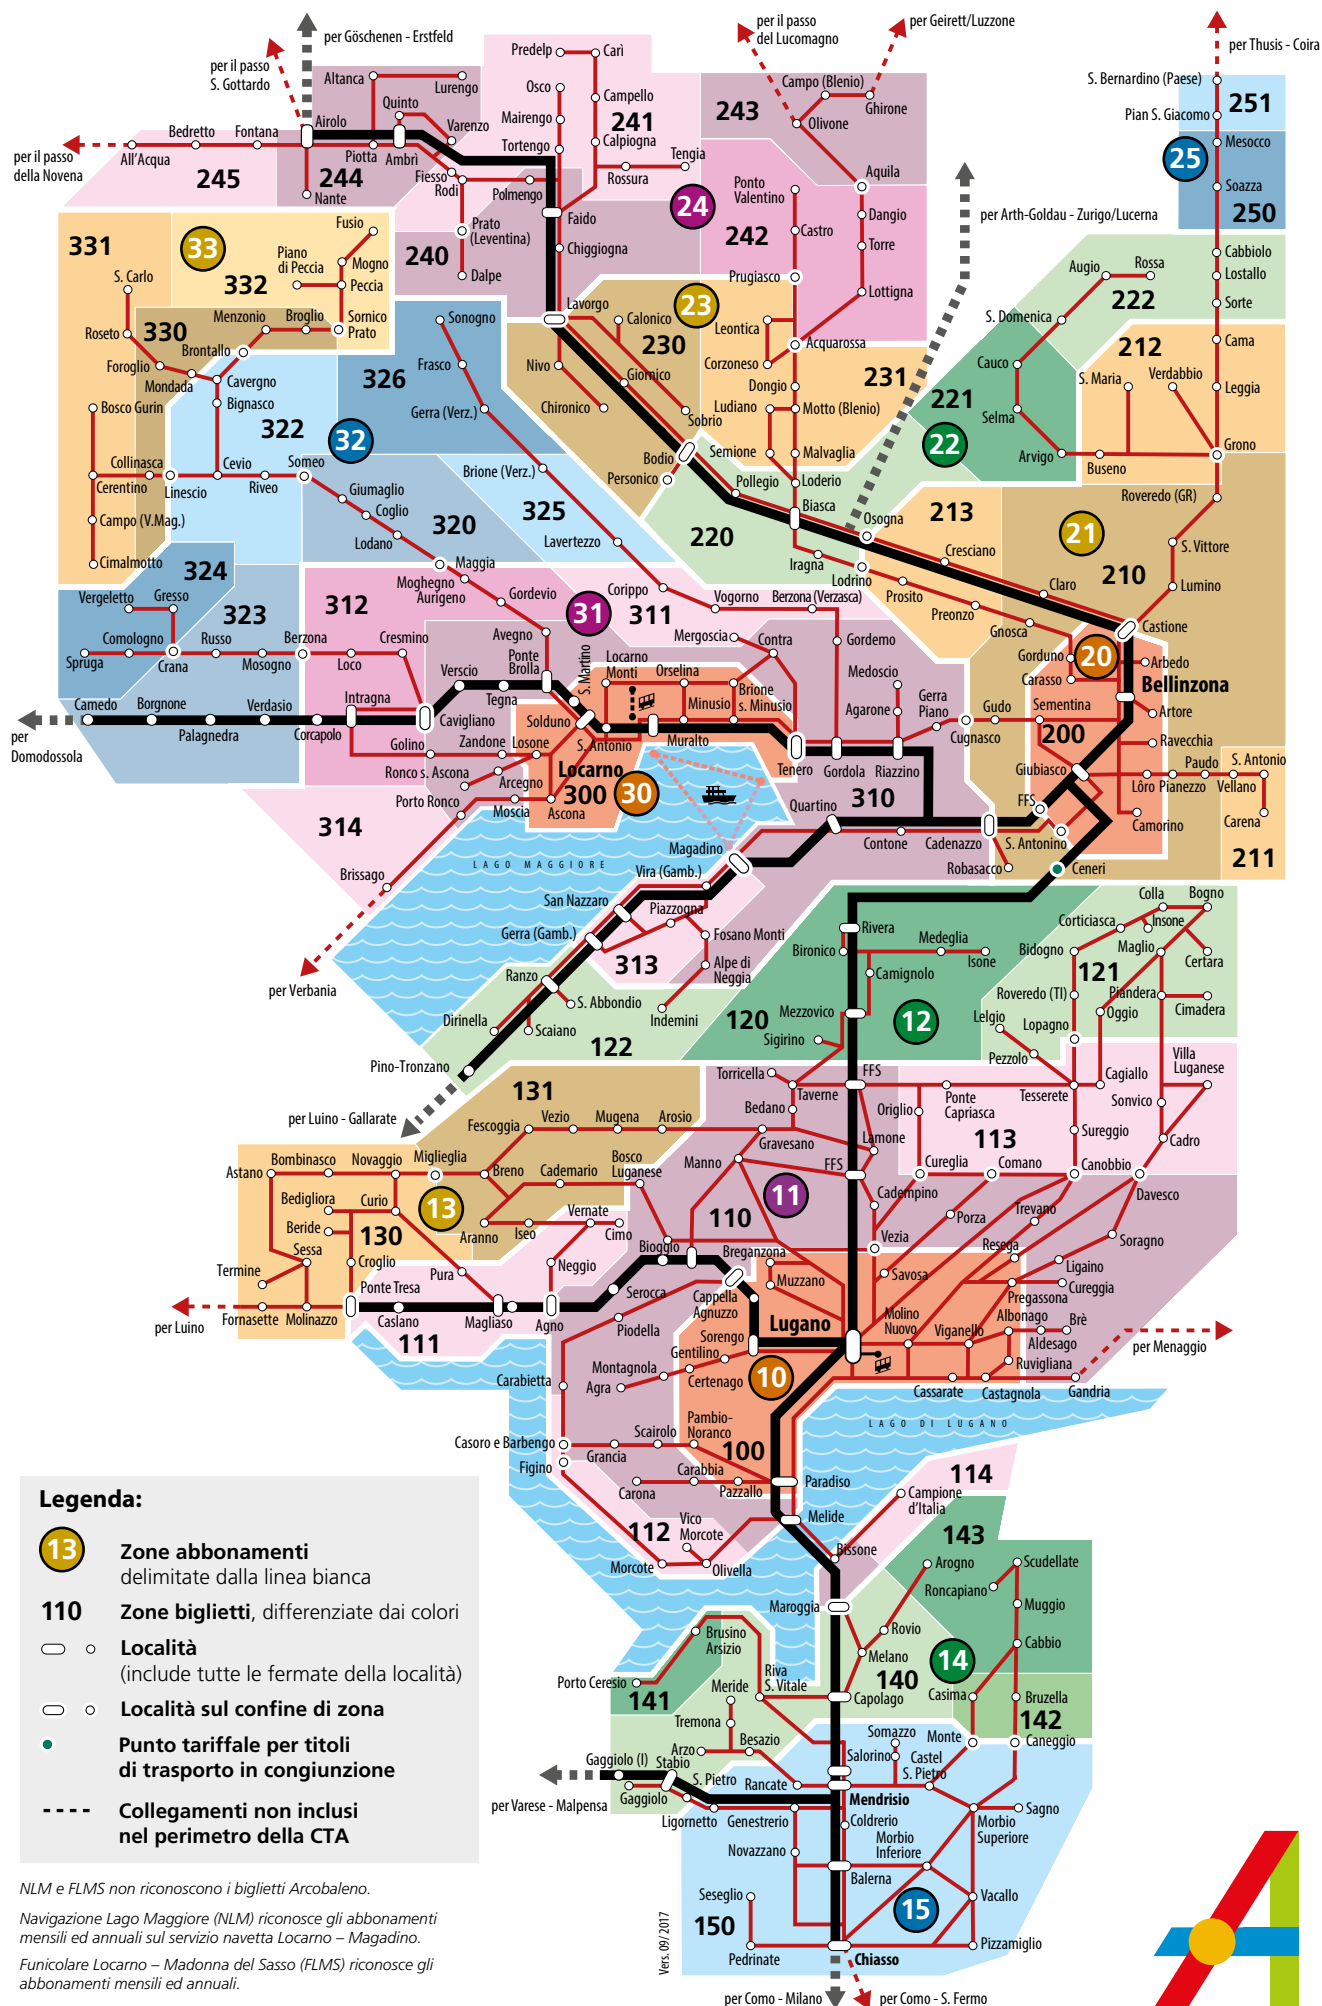 per Göschenen - Erstfeld
per il passo
S. Gottardo
per il passo
della Novena
per il passo
del Lucomagno
per Geirett/Luzzone
per Thusis - Coira
per Arth-Goldau - Zurigo/Lucerna
Predelp
Carì
Altanca
Lurengo
Osco
Campello
Campo (Blenio)
Ghirone
S. Bernardino (Paese)
251
Quinto
Airolo
Varenzo
Mairengo
241
243
Olivone
Pian S. Giacomo
Bedretto
Fontana
Tortengo
Calpiogna
Mesocco
25
All'Acqua
Piotta
Ambrì
Tengia
Aquila
245
244
Fiesso
Rodi
Polmengo
Rossura
Ponto
Valentino
Soazza
Nante
24
250
Faido
Dangio
Castro
Prato
(Leventina)
Fusio
331
33
242
Torre
Chiggiogna
240
Piano
di Peccia
Mogno
Dalpe
Prugiasco
Cabbiolo
Augio
Rossa
S. Carlo
332
Peccia
Lottigna
Lostallo
222
Lavorgo
23
Sorte
Menzonio
Broglio
Sornico
Prato
Sonogno
Calonico
Leontica
S. Domenica
330
Roseto
230
Acquarossa
Cama
Brontallo
212
Foroglio
Frasco
Nivo
Corzoneso
Cauco
Mondada
Cavergno
326
Giornico
231
S. Maria
Verdabbio
Dongio
Leggia
Bosco Gurin
Bignasco
221
Gerra (Verz.)
Chironico
Sobrio
Ludiano
Motto (Blenio)
Selma
322
32
22
Semione
Malvaglia
Grono
Collinasca
Cevio
Someo
Bodio
Arvigo
Buseno
Cerentino
Linescio
Riveo
Brione (Verz.)
Personico
Pollegio
Loderio
Roveredo (GR)
Giumaglio
Biasca
Campo (V.Mag.)
Coglio
325
Osogna
213
320
21
Lodano
Lavertezzo
220
S. Vittore
Cresciano
Cimalmotto
324
Maggia
Iragna
210
Lodrino
Vergeletto
Gresso
Moghegno
Aurigeno
Corippo
Claro
Lumino
323
312
Gordevio
31
311
Vogorno
Berzona (Verzasca)
Prosito
Preonzo
Comologno
Russo
Berzona
Cresmino
Avegno
Mergoscia
Contra
Gordemo
Gnosca
Castione
Spruga
Crana
Mosogno
Loco
Ponte
Brolla
S. Martino
Locarno
Monti
Orselina
Gorduno
20
Arbedo
Verscio
Medoscio
Carasso
Bellinzona
Intragna
Tegna
Brione
s. Minusio
Gerra
Piano
Camedo
Borgnone
Verdasio
Minusio
Agarone
Gudo
Sementina
Artore
Cavigliano
Solduno
per
Domodossola
Palagnedra
Corcapolo
S. Antonio
Muralto
Cugnasco
200
Ravecchia
Golino
Zandone
Losone
Tenero
Gordola
Riazzino
Paudo
S. Antonio
Locarno
Giubiasco
Ronco s. Ascona
Arcegno
300
30
Lôro
Pianezzo
Vellano
Porto Ronco
Quartino
310
FFS
Moscia
Ascona
Camorino
Carena
314
Contone
Cadenazzo
S. Antonino
Magadino
211
LAGO MAGGIORE
Brissago
Vira (Gamb.)
Robasacco
Ceneri
San Nazzaro
Colla
Bogno
Piazzogna
Corticiasca
Insone
Rivera
Gerra (Gamb.)
Fosano Monti
Medeglia
Bidogno
Maglio
Certara
313
Bironico
Isone
121
per Verbania
Ranzo
Alpe di
Neggia
Camignolo
Roveredo (TI)
Piandera
S. Abbondio
120
Mezzovico
12
Lelgio
Lopagno
Oggio
Cimadera
Dirinella
Scaiano
Indemini
Sigirino
122
Pezzolo
Villa
Luganese
Pino-Tronzano
131
Torricella
FFS
Cagiallo
Taverne
Ponte
Capriasca
Tesserete
Sonvico
per Luino - Gallarate
Vezio
Mugena
Arosio
Bedano
Origlio
Fescoggia
113
Sureggio
Gravesano
Lamone
Cadro
Bombinasco
Novaggio
Miglieglia
Bosco
Luganese
Manno
FFS
Cureglia
Comano
Canobbio
Astano
Breno
Cademario
Davesco
Bedigliora
Curio
11
Cadempino
13
Vernate
Porza
Trevano
Beride
130
110
Aranno
Iseo
Cimo
Vezia
Soragno
Sessa
Bioggio
Breganzona
Resega
Croglio
Neggio
Ligaino
Termine
Pura
Muzzano
Savosa
Cureggia
Ponte Tresa
Serocca
Cappella
Agnuzzo
Pregassona
Molino
Nuovo
Albonago
Brè
per Luino
Fornasette
Molinazzo
Caslano
Magliaso
Agno
Piodella
Lugano
Viganello
Sorengo
Aldesago
per Menaggio
111
Gentilino
Montagnola
Ruvigliana
Carabietta
Agra
Certenago
10
Cassarate
Castagnola
Gandria
Pambio-
Noranco
LAGO DI LUGANO
Scairolo
Casoro e Barbengo
100
Grancia
Figino
Carabbia
Paradiso
114
Carona
Pazzallo
Campione
d'Italia
Vico
Morcote
Melide
112
143
Bissone
Morcote
Olivella
Arogno
Scudellate
Roncapiano
Maroggia
Muggio
Brusino
Arsizio
Rovio
Cabbio
Melano
14
Porto Ceresio
Riva
S. Vitale
140
141
Meride
Capolago
Casima
Bruzella
Tremona
142
Somazzo
Monte
Caneggio
Arzo
Besazio
Salorino
Castel
S. Pietro
Gaggiolo (I)
Stabio
S. Pietro
Rancate
Gaggiolo
Mendrisio
per Varese - Malpensa
Ligornetto
Genestrerio
Coldrerio
Sagno
Morbio
Superiore
Novazzano
Morbio
Inferiore
Balerna
Seseglio
Vacallo
15
150
Pedrinate
Chiasso
Pizzamiglio
per Como - Milano
per Como - S. Fermo
Vers. 09/2017
Legenda:
13
Zone abbonamenti
delimitate dalla linea bianca
110
Zone biglietti, differenziate dai colori
Località
(include tutte le fermate della località)
Località sul confine di zona
Punto tariffale per titoli
di trasporto in congiunzione
Collegamenti non inclusi
nel perimetro della CTA
NLM e FLMS non riconoscono i biglietti Arcobaleno.
Navigazione Lago Maggiore (NLM) riconosce gli abbonamenti
mensili ed annuali sul servizio navetta Locarno – Magadino.
Funicolare Locarno – Madonna del Sasso (FLMS) riconosce gli
abbonamenti mensili ed annuali.